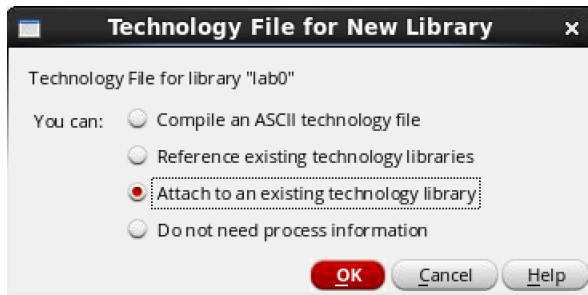 Technology File for New Library
Technology File for library "lab0"
You can: Compile an ASCII technology file
Reference existing technology libraries
Attach to an existing technology library
Do not need process information
OK Cancel Help